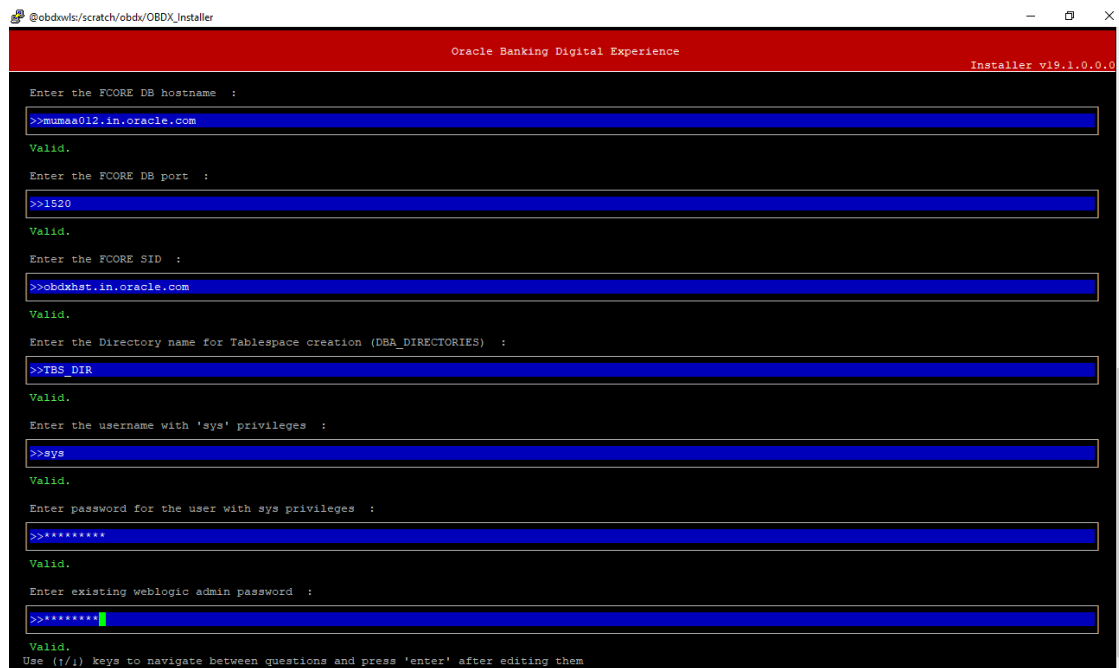 @obdxwls:/scratch/obdx/OBDX_Installer
Oracle Banking Digital Experience
Installer v19.1.0.0.0
Enter the FCORE DB hostname  :
>>mumaa012.in.oracle.com
Valid.
Enter the FCORE DB port  :
>>1520
Valid.
Enter the FCORE SID  :
>>obdxhst.in.oracle.com
Valid.
Enter the Directory name for Tablespace creation (DBA_DIRECTORIES)  :
>>TBS_DIR
Valid.
Enter the username with 'sys' privileges  :
>>sys
Valid.
Enter password for the user with sys privileges  :
>>*********
Valid.
Enter existing weblogic admin password  :
>>********
Valid.
Use (↑/↓) keys to navigate between questions and press 'enter' after editing them